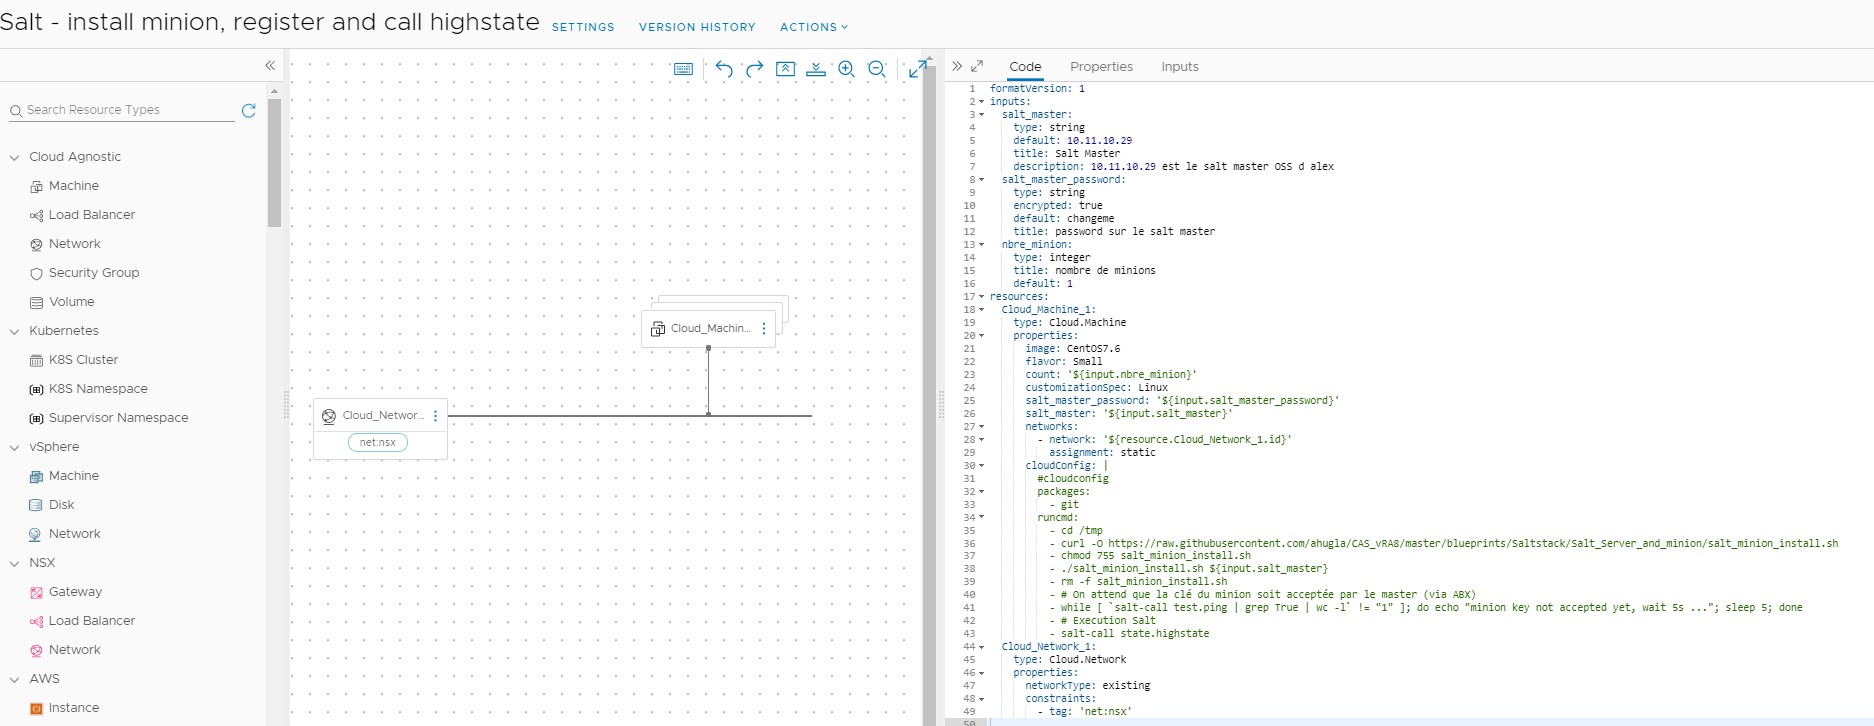 Salt - install minion, register and call highstate SETTINGS VERSION HISTORY ACTIONS
Search Resource Types
Cloud Agnostic
Machine
Load Balancer
Network
Security Group
Volume
Kubernetes
K8S Cluster
K8S Namespace
Supervisor Namespace
vSphere
Machine
Disk
Network
NSX
Gateway
Load Balancer
Network
AWS
Instance
Cloud_Machin...
Cloud_Networ...
net:nsx
Code Properties Inputs
1 formatVersion: 1
2 inputs:
3 salt_master:
4 type: string
5 default: 10.11.10.29
6 title: Salt Master
7 description: 10.11.10.29 est le salt master OSS d alex
8 salt_master_password:
9 type: string
10 encrypted: true
11 default: changeme
12 title: password sur le salt master
13 nbre_minion:
14 type: integer
15 title: nombre de minions
16 default: 1
17 resources:
18 Cloud_Machine_1:
19 type: Cloud.Machine
20 properties:
21 image: CentOS7.6
22 flavor: Small
23 count: '${input.nbre_minion}'
24 customizationSpec: Linux
25 salt_master_password: '${input.salt_master_password}'
26 salt_master: '${input.salt_master}'
27 networks:
28 - network: '${resource.Cloud_Network_1.id}'
29 assignment: static
30 cloudConfig: |
31 #cloudconfig
32 packages:
33 - git
34 runcmd:
35 - cd /tmp
36 - curl -O https://raw.githubusercontent.com/ahugla/CAS_vRA8/master/blueprints/Saltstack/Salt_Server_and_minion/salt_minion_install.sh
37 - chmod 755 salt_minion_install.sh
38 - ./salt_minion_install.sh ${input.salt_master}
39 - rm -f salt_minion_install.sh
40 - # On attend que la clé du minion soit acceptée par le master (via ABX)
41 - while [ `salt-call test.ping | grep True | wc -l` != "1" ]; do echo "minion key not accepted yet, wait 5s ..."; sleep 5; done
42 - # Execution Salt
43 - salt-call state.highstate
44 Cloud_Network_1:
45 type: Cloud.Network
46 properties:
47 networkType: existing
48 constraints:
49 - tag: 'net:nsx'
50